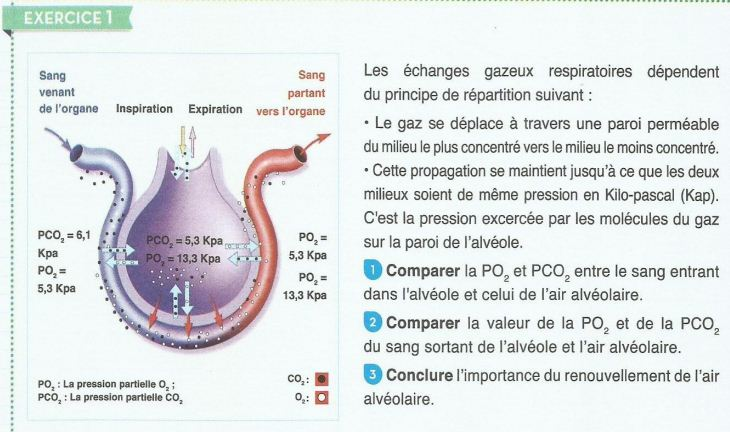 EXERCICE 1
Sang
venant
de l'organe
Inspiration
Expiration
Sang
partant
vers l'organe
PCO2 = 6,1
Kpa
PO2 =
5,3 Kpa
PCO2 = 5,3 Kpa
PO2 = 13,3 Kpa
PO2 =
5,3 Kpa
PO2 =
13,3 Kpa
PO2 : La pression partielle O2 ;
PCO2 : La pression partielle CO2
CO2 :
O2 :
Les échanges gazeux respiratoires dépendent
du principe de répartition suivant :
• Le gaz se déplace à travers une paroi perméable
du milieu le plus concentré vers le milieu le moins concentré.
• Cette propagation se maintient jusqu'à ce que les deux
milieux soient de même pression en Kilo-pascal (Kap).
C'est la pression excercée par les molécules du gaz
sur la paroi de l'alvéole.
1 Comparer la PO2 et PCO2 entre le sang entrant
dans l'alvéole et celui de l'air alvéolaire.
2 Comparer la valeur de la PO2 et de la PCO2
du sang sortant de l'alvéole et l'air alvéolaire.
3 Conclure l'importance du renouvellement de l'air
alvéolaire.